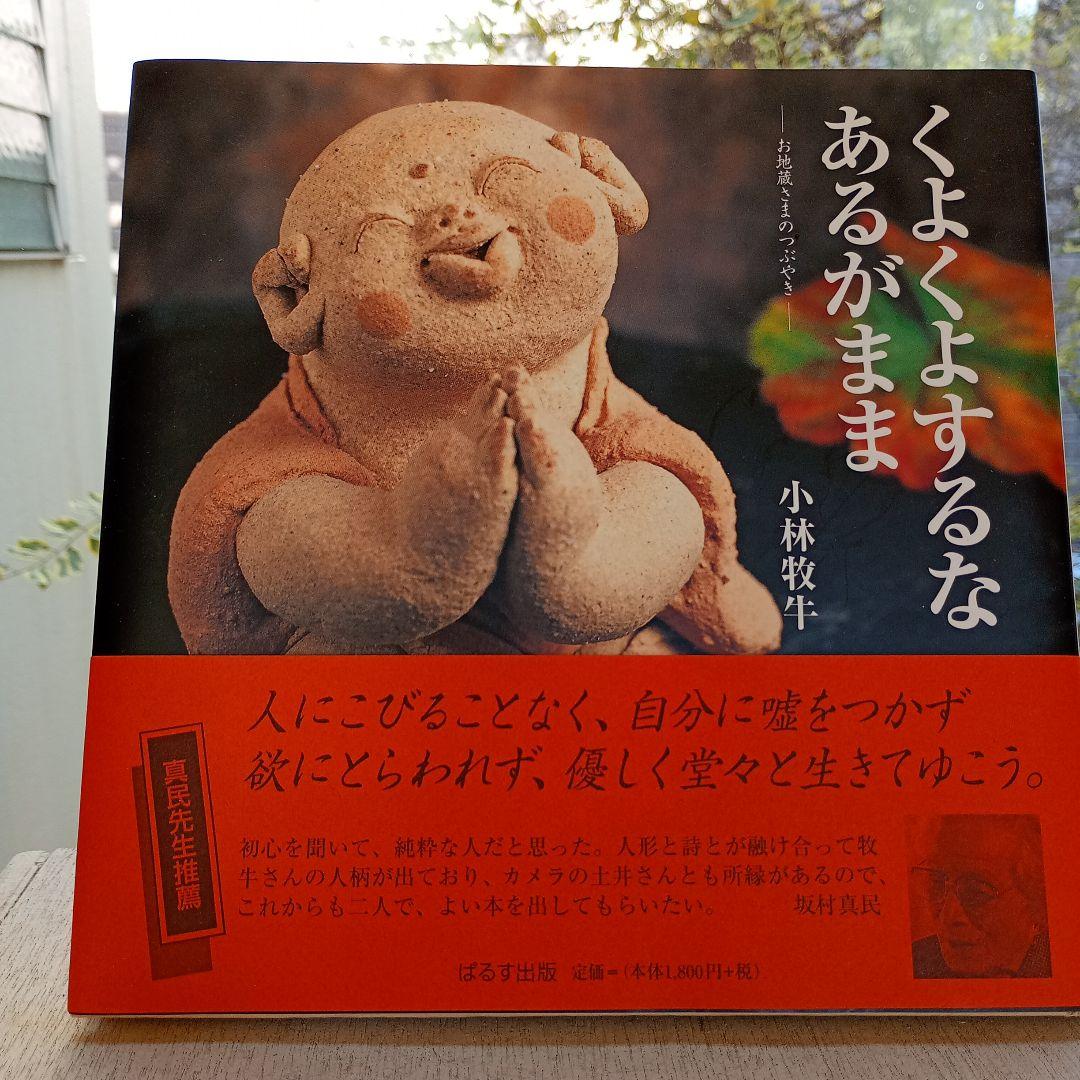 くよくよするな
あるがまま
―お地蔵さまのつぶやき―
小林牧牛
人にこびることなく、自分に嘘をつかず
欲にとらわれず、優しく堂々と生きてゆこう。
真民先生推薦
初心を聞いて、純粋な人だと思った。人形と詩とが融け合って牧
牛さんの人柄が出ており、カメラの土井さんとも所縁があるので、
これからも二人で、よい本を出してもらいたい。 坂村真民
ぱるす出版 定価=(本体1,800円+税)